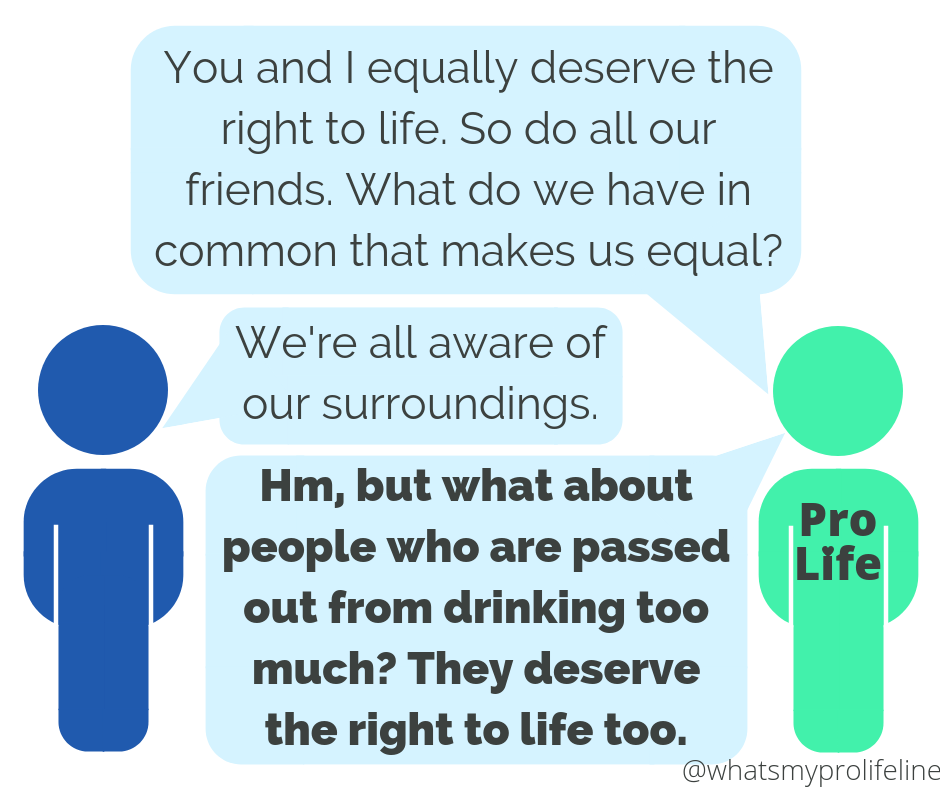 You and I equally deserve the
right to life. So do all our
friends. What do we have in
common that makes us equal?
We're all aware of
our surroundings.
Hm, but what about
people who are passed
out from drinking too
much? They deserve
the right to life too.
Pro
Life
@whatsmyprolifeline